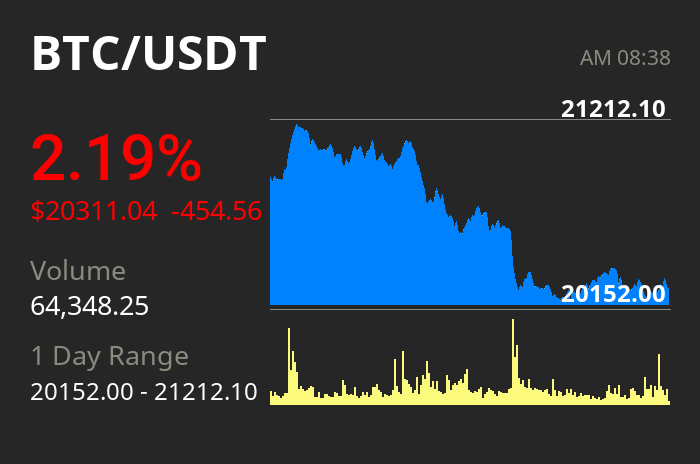 BTC/USDT
AM 08:38
21212.10
2.19%
$20311.04 -454.56
Volume
64,348.25
20152.00
1 Day Range
20152.00 - 21212.10